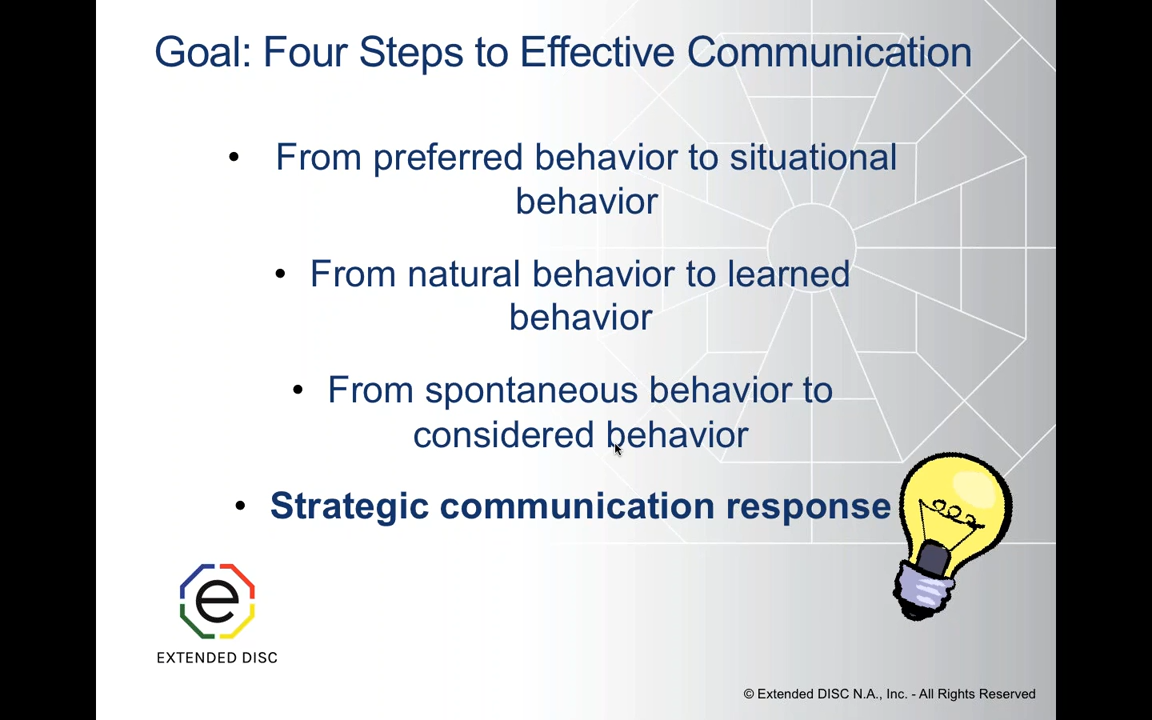 Goal: Four Steps to Effective Communication
• From preferred behavior to situational
behavior
• From natural behavior to learned
behavior
• From spontaneous behavior to
considered behavior
• Strategic communication response
e
EXTENDED DISC
© Extended DISC N.A., Inc. - All Rights Reserved